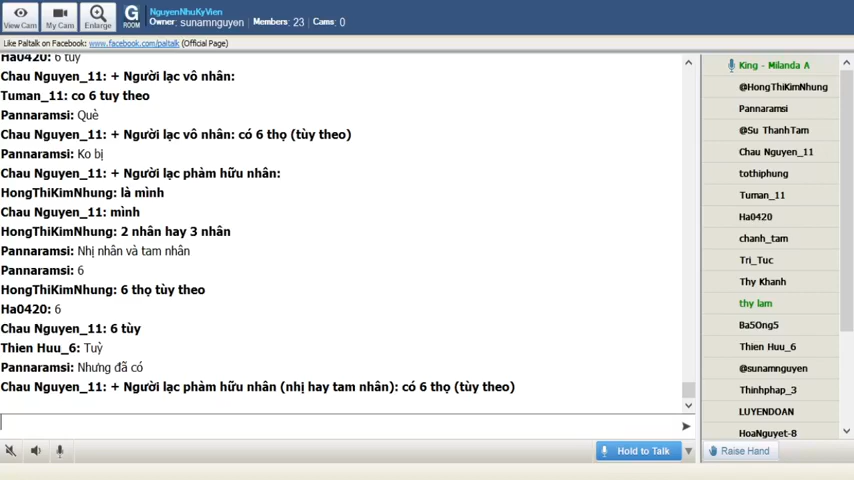 NguyenNhuKyVien
View Cam
My Cam
Enlarge
G
ROOM
Owner: sunamnguyen Members: 23 Cams: 0
Like Paltalk on Facebook: www.facebook.com/paltalk (Official Page)
Ha0420: 6 tùy
Chau Nguyen_11: + Người lạc vô nhân:
Tuman_11: co 6 tuy theo
Pannaramsi: Què
Chau Nguyen_11: + Người lạc vô nhân: có 6 thọ (tùy theo)
Pannaramsi: Ko bị
Chau Nguyen_11: + Người lạc phàm hữu nhân:
HongThiKimNhung: là mình
Chau Nguyen_11: mình
HongThiKimNhung: 2 nhân hay 3 nhân
Pannaramsi: Nhị nhân và tam nhân
Pannaramsi: 6
HongThiKimNhung: 6 thọ tùy theo
Ha0420: 6
Chau Nguyen_11: 6 tùy
Thien Huu_6: Tuỳ
Pannaramsi: Nhưng đã có
Chau Nguyen_11: + Người lạc phàm hữu nhân (nhị hay tam nhân): có 6 thọ (tùy theo)
King - Milanda A
@HongThiKimNhung
Pannaramsi
@Su ThanhTam
Chau Nguyen_11
tothiphung
Tuman_11
Ha0420
chanh_tam
Tri_Tuc
Thy Khanh
thy lam
Ba5Ong5
Thien Huu_6
@sunamnguyen
Thinhphap_3
LUYENDOAN
HoaNguyet-8
Hold to Talk
Raise Hand